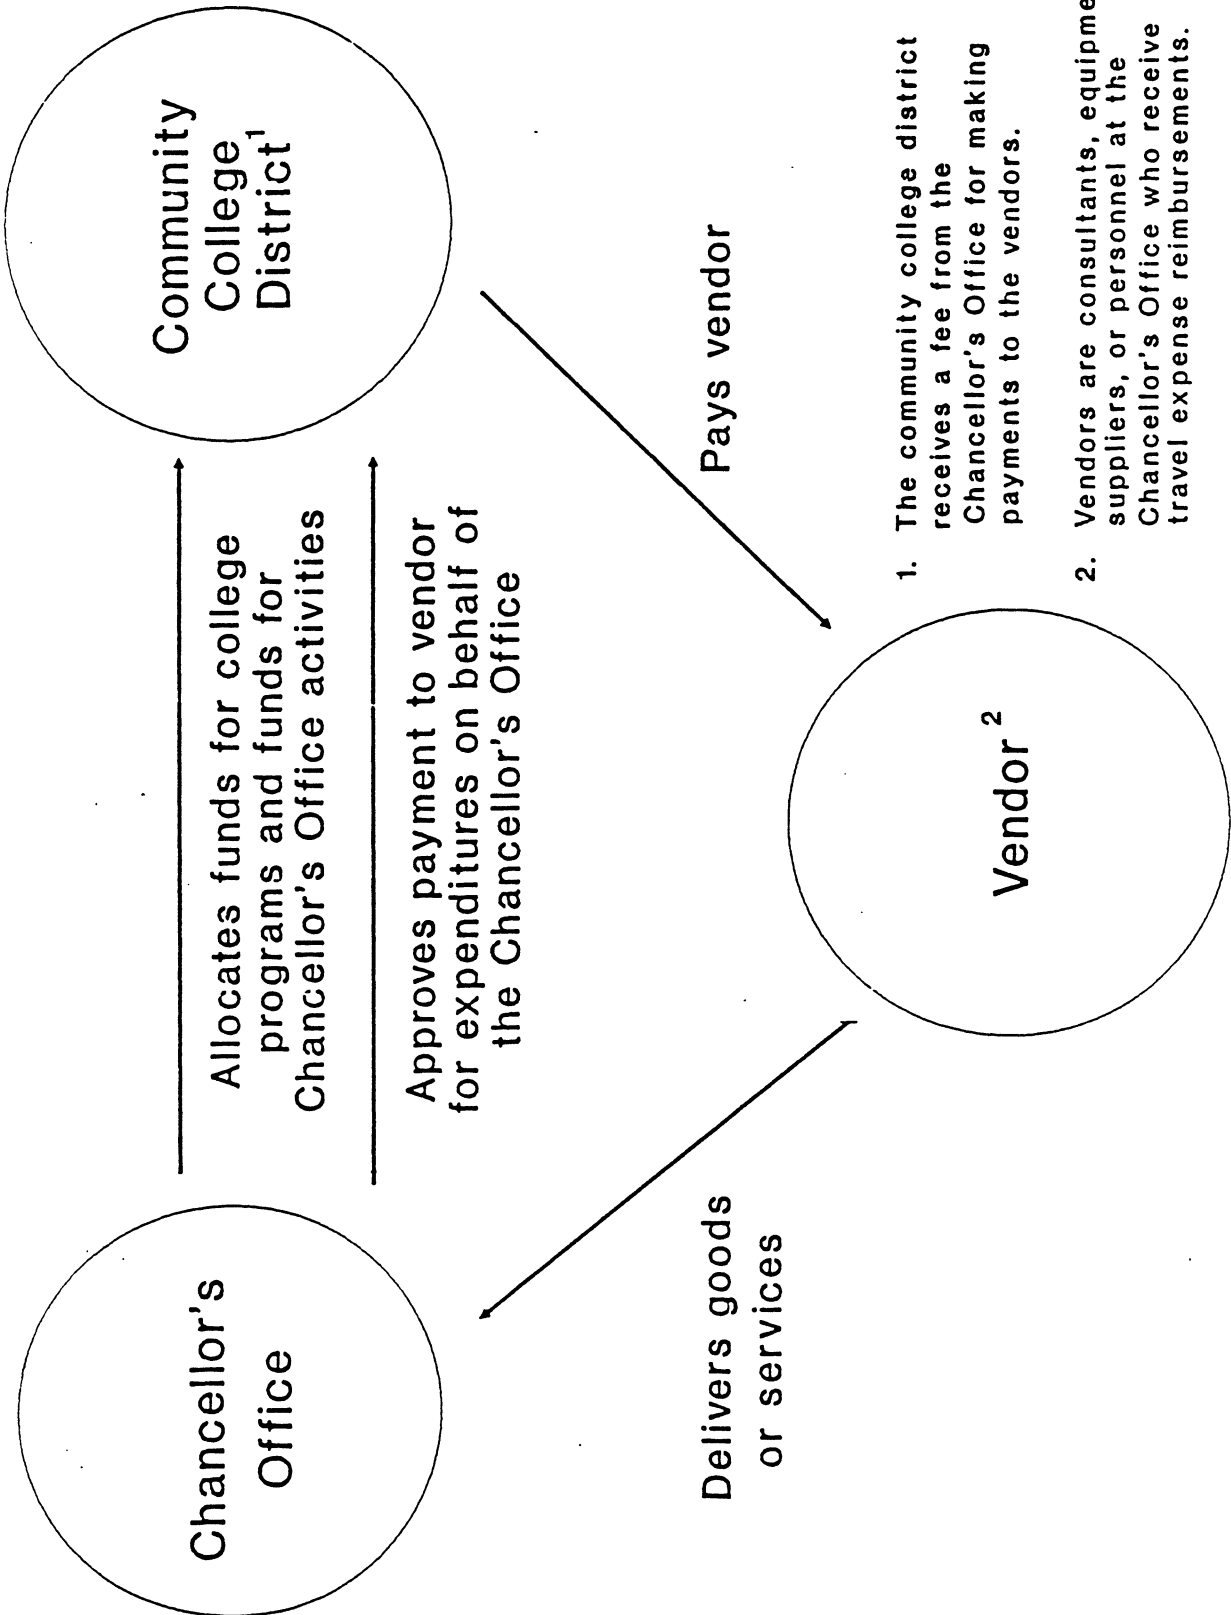 Chancellor's
Office
Allocates funds for college
programs and funds for
Chancellor's Office activities
Approves payment to vendor
for expenditures on behalf of
the Chancellor's Office
Community
College
District¹
Delivers goods
or services
Pays vendor
Vendor²
1. The community college district
receives a fee from the
Chancellor's Office for making
payments to the vendors.
2. Vendors are consultants,
suppliers, or personnel at the
Chancellor's Office who receive
travel expense reimbursements.